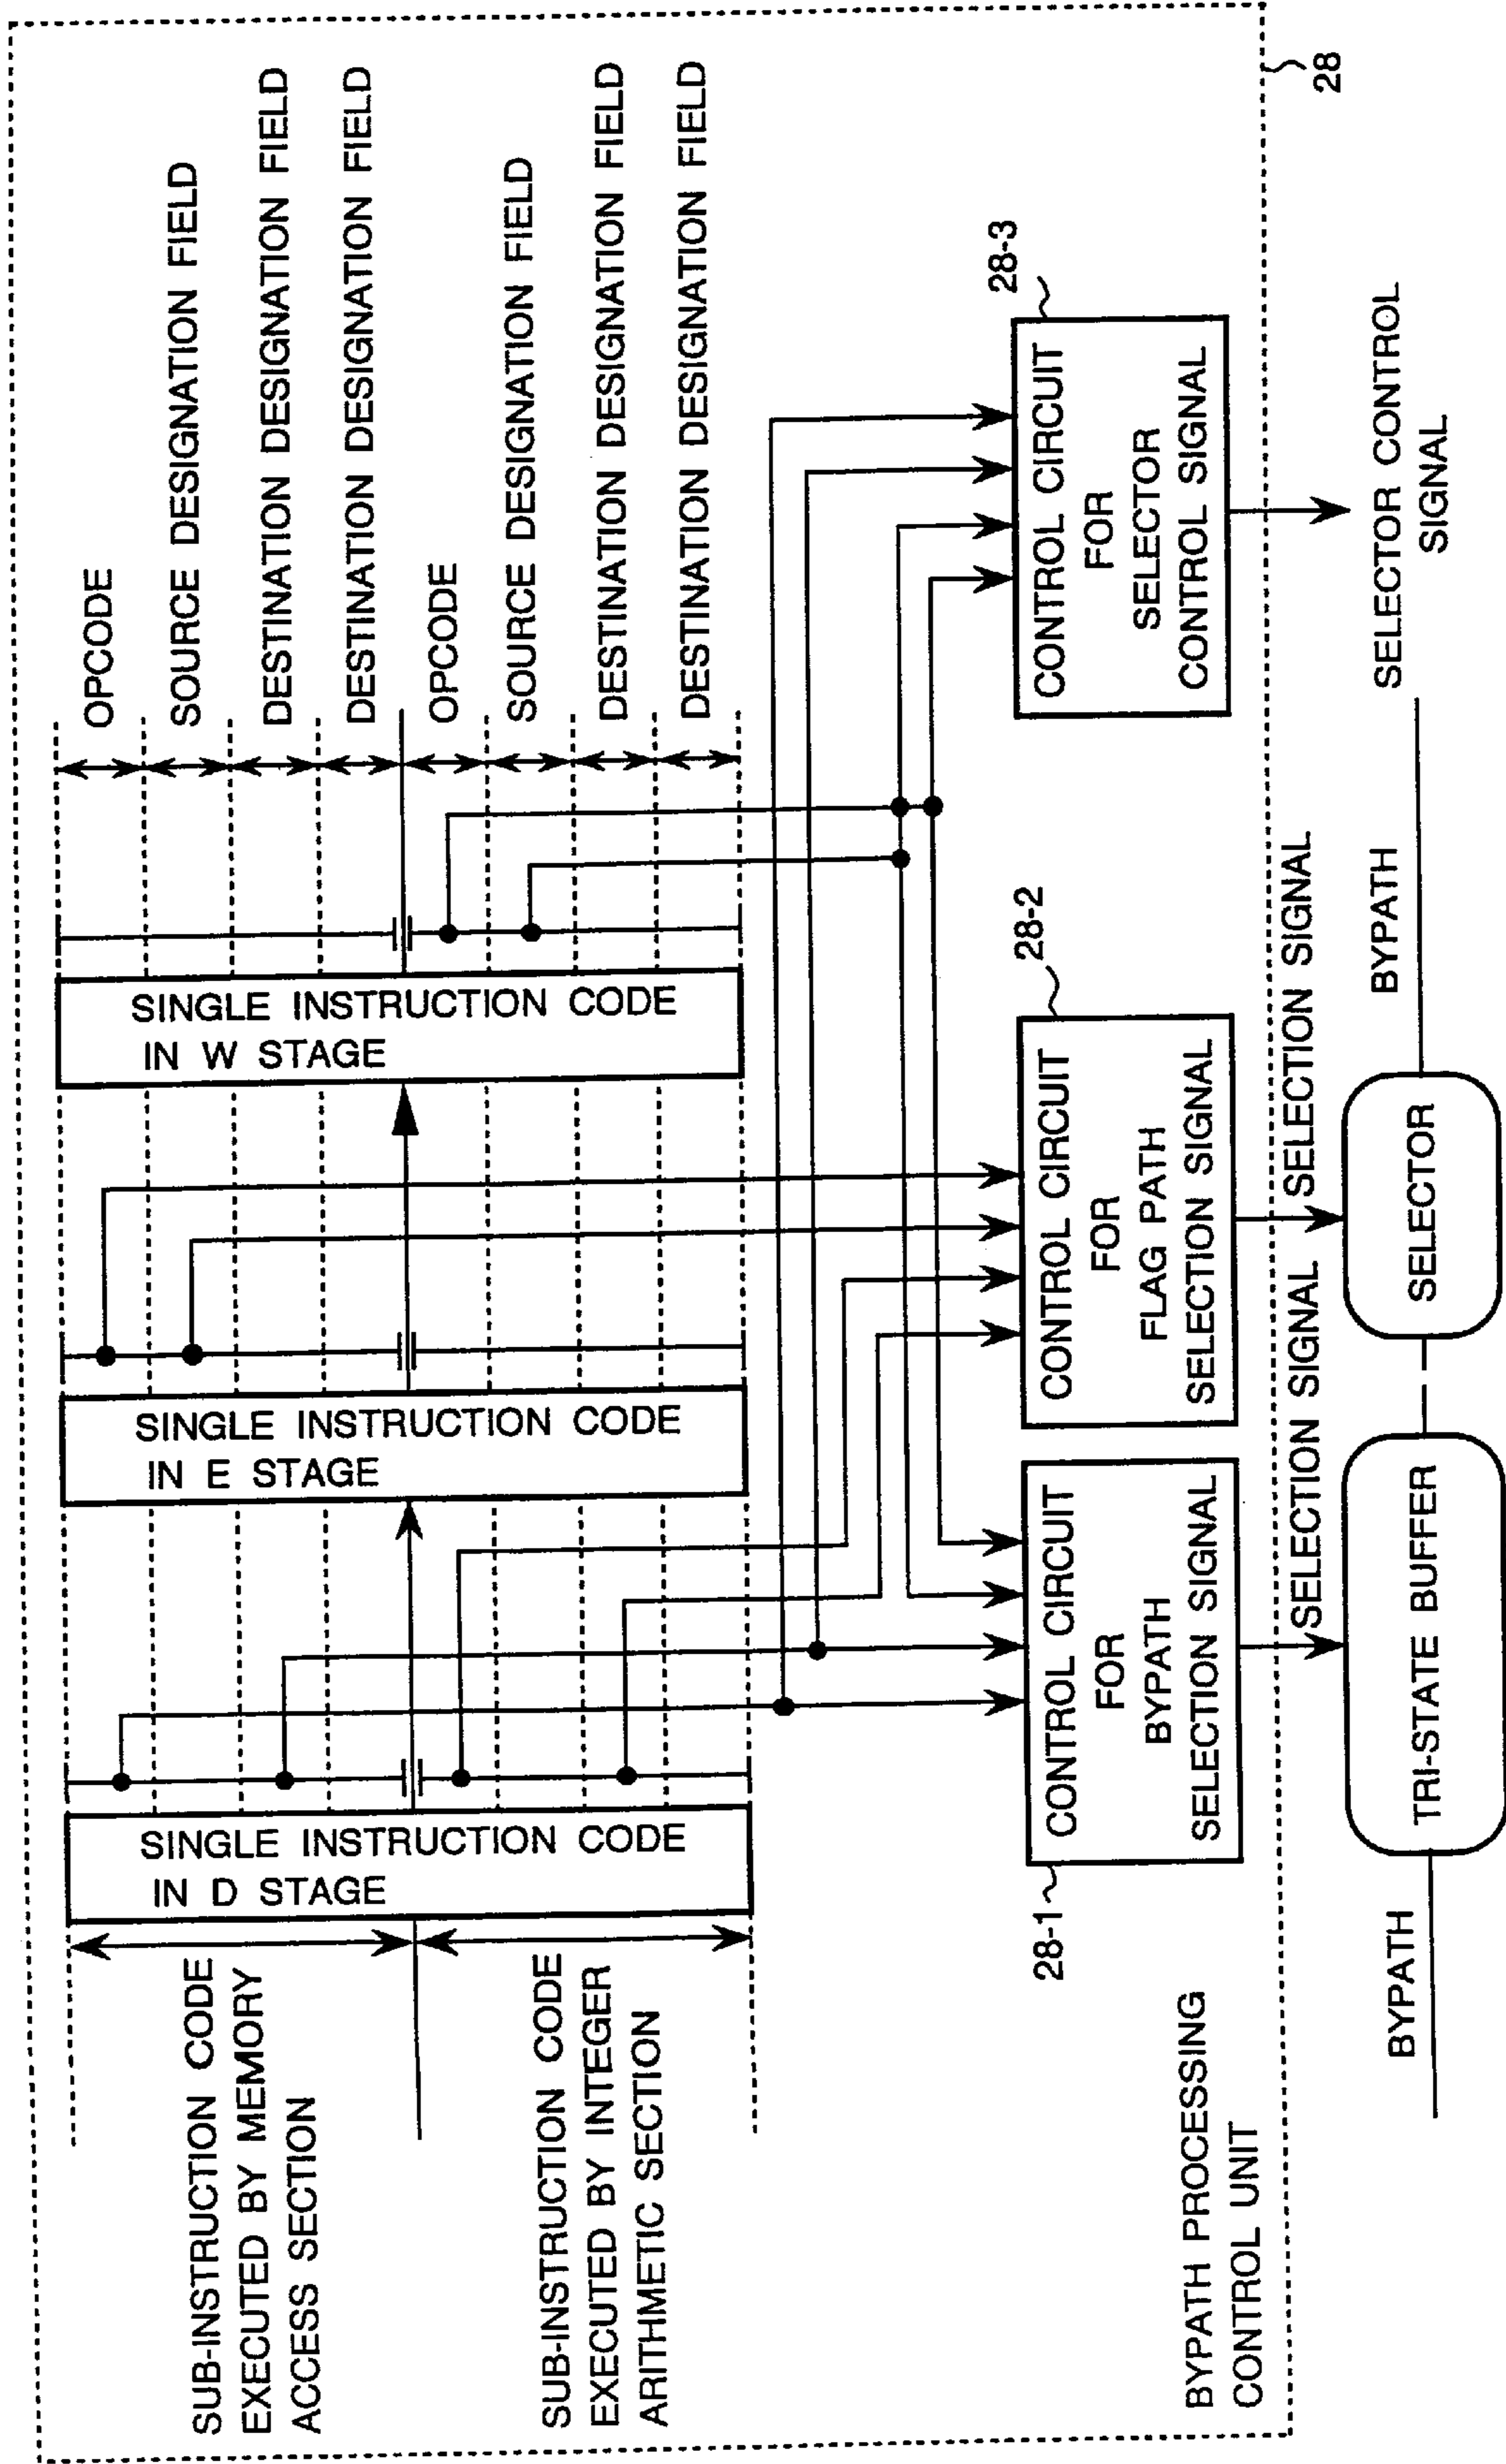 SUB-INSTRUCTION CODE
EXECUTED BY MEMORY
ACCESS SECTION
SUB-INSTRUCTION CODE
EXECUTED BY INTEGER
ARITHMETIC SECTION
SINGLE INSTRUCTION CODE
IN D STAGE
SINGLE INSTRUCTION CODE
IN E STAGE
SINGLE INSTRUCTION CODE
IN W STAGE
OPCODE
SOURCE DESIGNATION FIELD
DESTINATION DESIGNATION FIELD
DESTINATION DESIGNATION FIELD
OPCODE
SOURCE DESIGNATION FIELD
DESTINATION DESIGNATION FIELD
DESTINATION DESIGNATION FIELD
28-1
CONTROL CIRCUIT
FOR
BYPATH
SELECTION SIGNAL
28-2
CONTROL CIRCUIT
FOR
FLAG PATH
SELECTION SIGNAL
28-3
CONTROL CIRCUIT
FOR
SELECTOR
CONTROL SIGNAL
BYPATH PROCESSING
CONTROL UNIT
28
SELECTION SIGNAL
SELECTION SIGNAL
BYPATH
TRI-STATE BUFFER
SELECTOR
BYPATH
SELECTOR CONTROL
SIGNAL